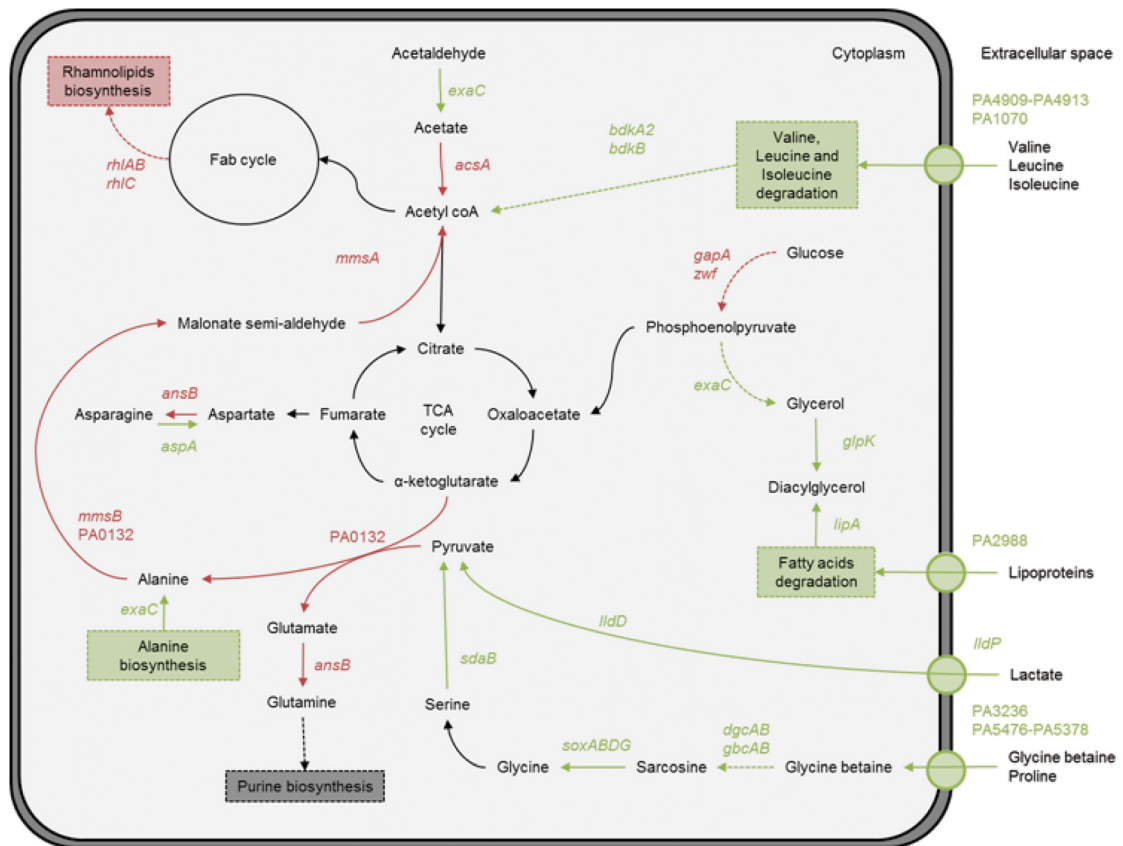 Acetaldehyde
Cytoplasm
Extracellular space
Rhamnolipids
biosynthesis
exaC
PA4909-PA4913
PA1070
Acetate
bdkA2
bdkB
Valine,
Leucine and
Isoleucine
degradation
Valine
Leucine
Isoleucine
Fab cycle
rhlAB
rhlC
acsA
Acetyl coA
mmsA
gapA
zwf
Glucose
Malonate semi-aldehyde
Phosphoenolpyruvate
Citrate
exaC
ansB
Asparagine
Aspartate
Fumarate
TCA
cycle
Oxaloacetate
Glycerol
aspA
glpK
α-ketoglutarate
Diacylglycerol
mmsB
PA0132
PA0132
lipA
Pyruvate
PA2988
Alanine
Fatty acids
degradation
Lipoproteins
exaC
Glutamate
lldD
Alanine
biosynthesis
ansB
sdaB
lldP
Lactate
Glutamine
Serine
PA3236
PA5476-PA5378
dgcAB
gbcAB
soxABDG
Glycine
Sarcosine
Glycine betaine
Glycine betaine
Proline
Purine biosynthesis